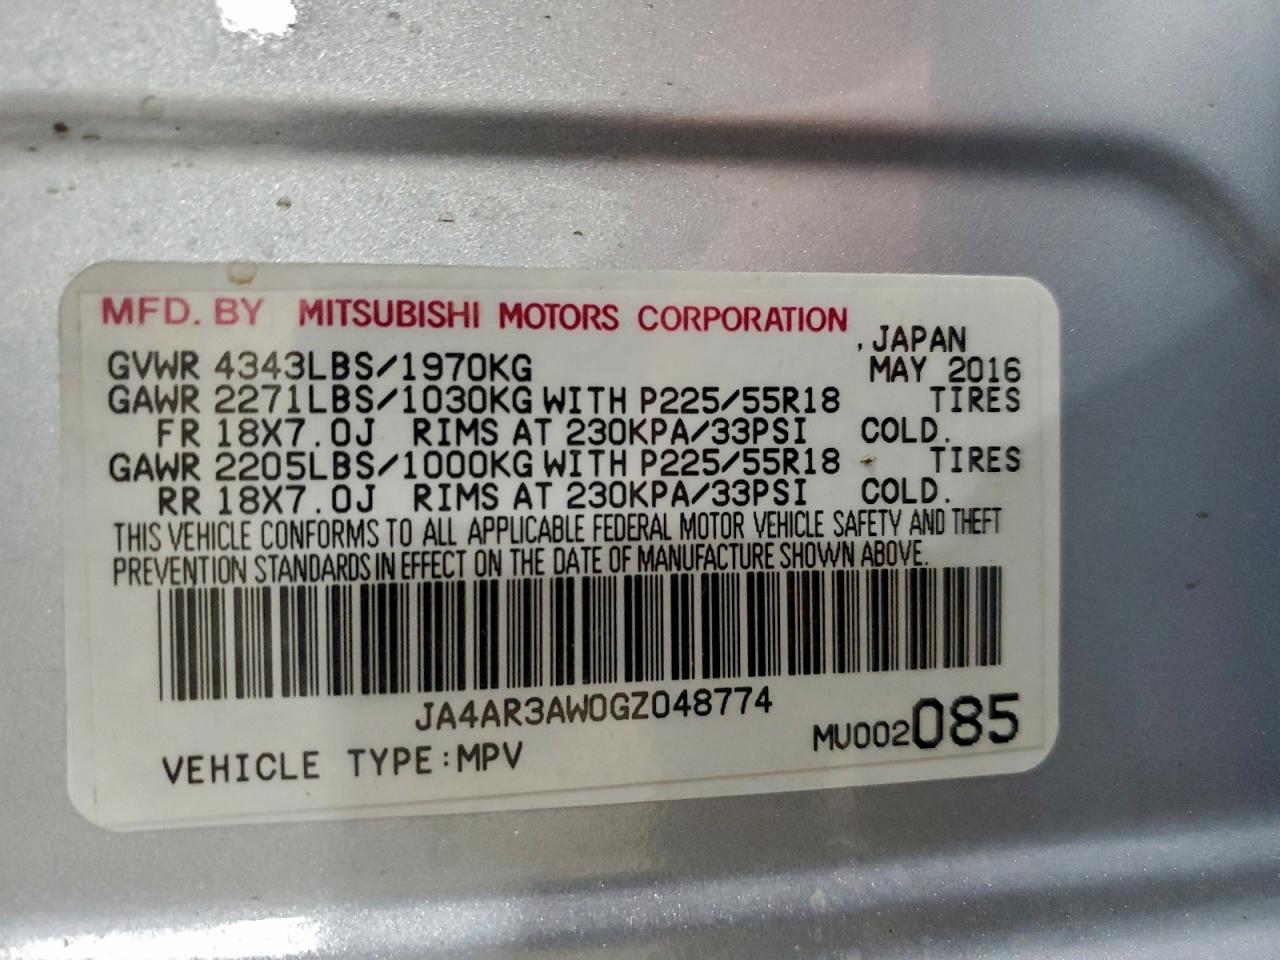 MFD. BY MITSUBISHI MOTORS CORPORATION
, JAPAN
GVWR 4343LBS/1970KG MAY 2016
GAWR 2271LBS/1030KG WITH P225/55R18 TIRES
FR 18X7.0J RIMS AT 230KPA/33PSI COLD.
GAWR 2205LBS/1000KG WITH P225/55R18 TIRES
RR 18X7.0J RIMS AT 230KPA/33PSI COLD.
THIS VEHICLE CONFORMS TO ALL APPLICABLE FEDERAL MOTOR VEHICLE SAFETY AND THEFT
PREVENTION STANDARDS IN EFFECT ON THE DATE OF MANUFACTURE SHOWN ABOVE.
JA4AR3AW0GZ048774
MU002085
VEHICLE TYPE:MPV